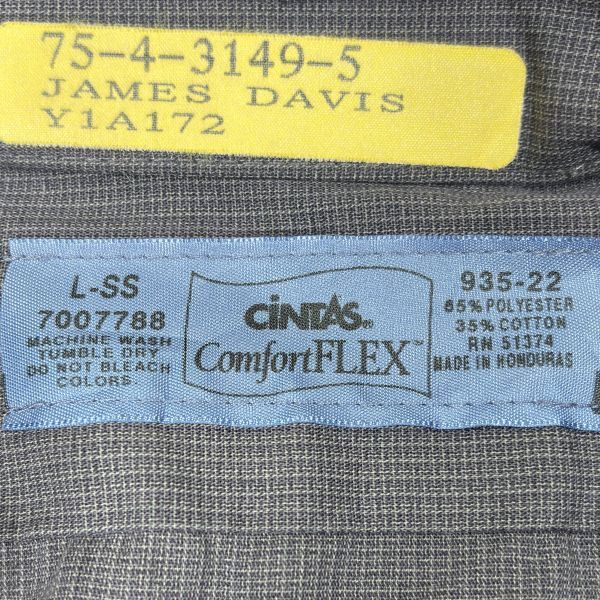 75-4-3149-5
JAMES DAVIS
Y1A172
L-SS
7007788
MACHINE WASH
TUMBLE DRY
DO NOT BLEACH
COLORS
CiNTAS®
ComfortFLEX™
935-22
65% POLYESTER
35% COTTON
RN 51374
MADE IN HONDURAS